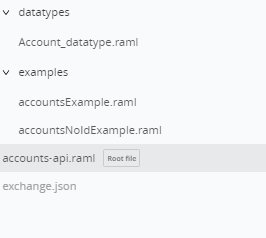 datatypes
Account_datatype.raml
examples
accountsExample.raml
accountsNoIdExample.raml
accounts-api.raml Root file
exchange.json